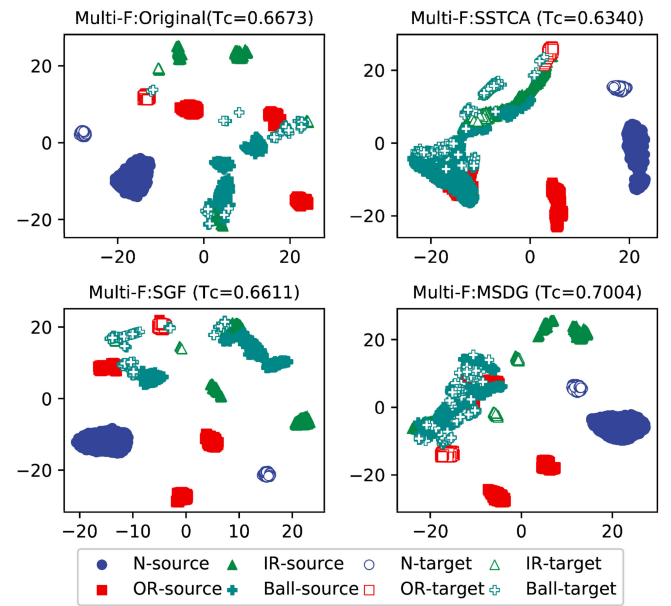 Multi-F:Original(Tc=0.6673)
Multi-F:SSTCA (Tc=0.6340)
20
0
−20
−20
0
20
20
0
−20
−20
0
20
Multi-F:SGF (Tc=0.6611)
Multi-F:MSDG (Tc=0.7004)
20
0
−20
−20
−10
0
10
20
20
0
−20
−20
0
20
N-source
IR-source
N-target
IR-target
OR-source
Ball-source
OR-target
Ball-target